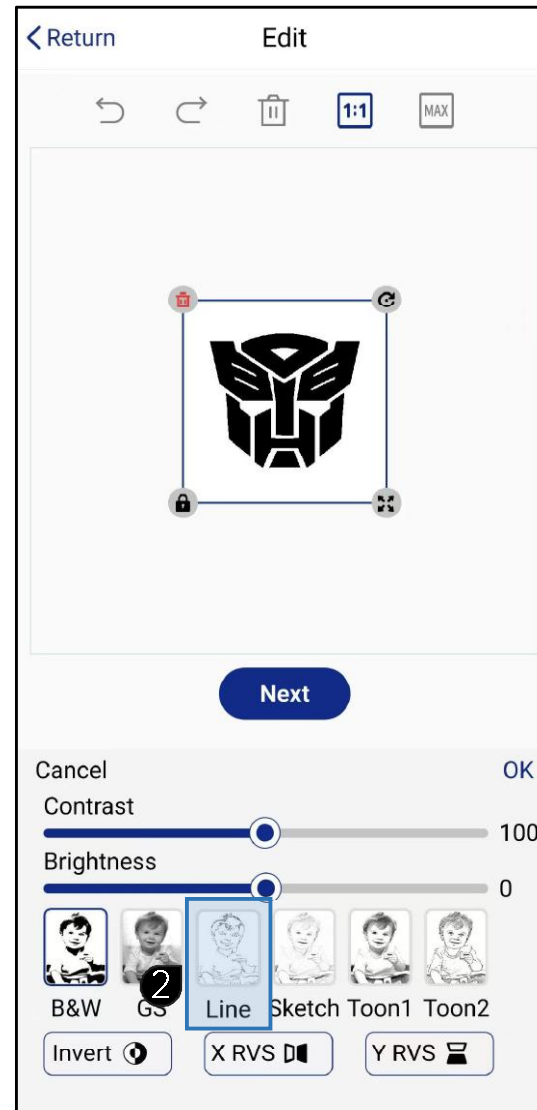 Return Edit
1:1 MAX
Next
Cancel OK
Contrast
100
Brightness
0
2
B&W GS Line Sketch Toon1 Toon2
Invert X RVS Y RVS